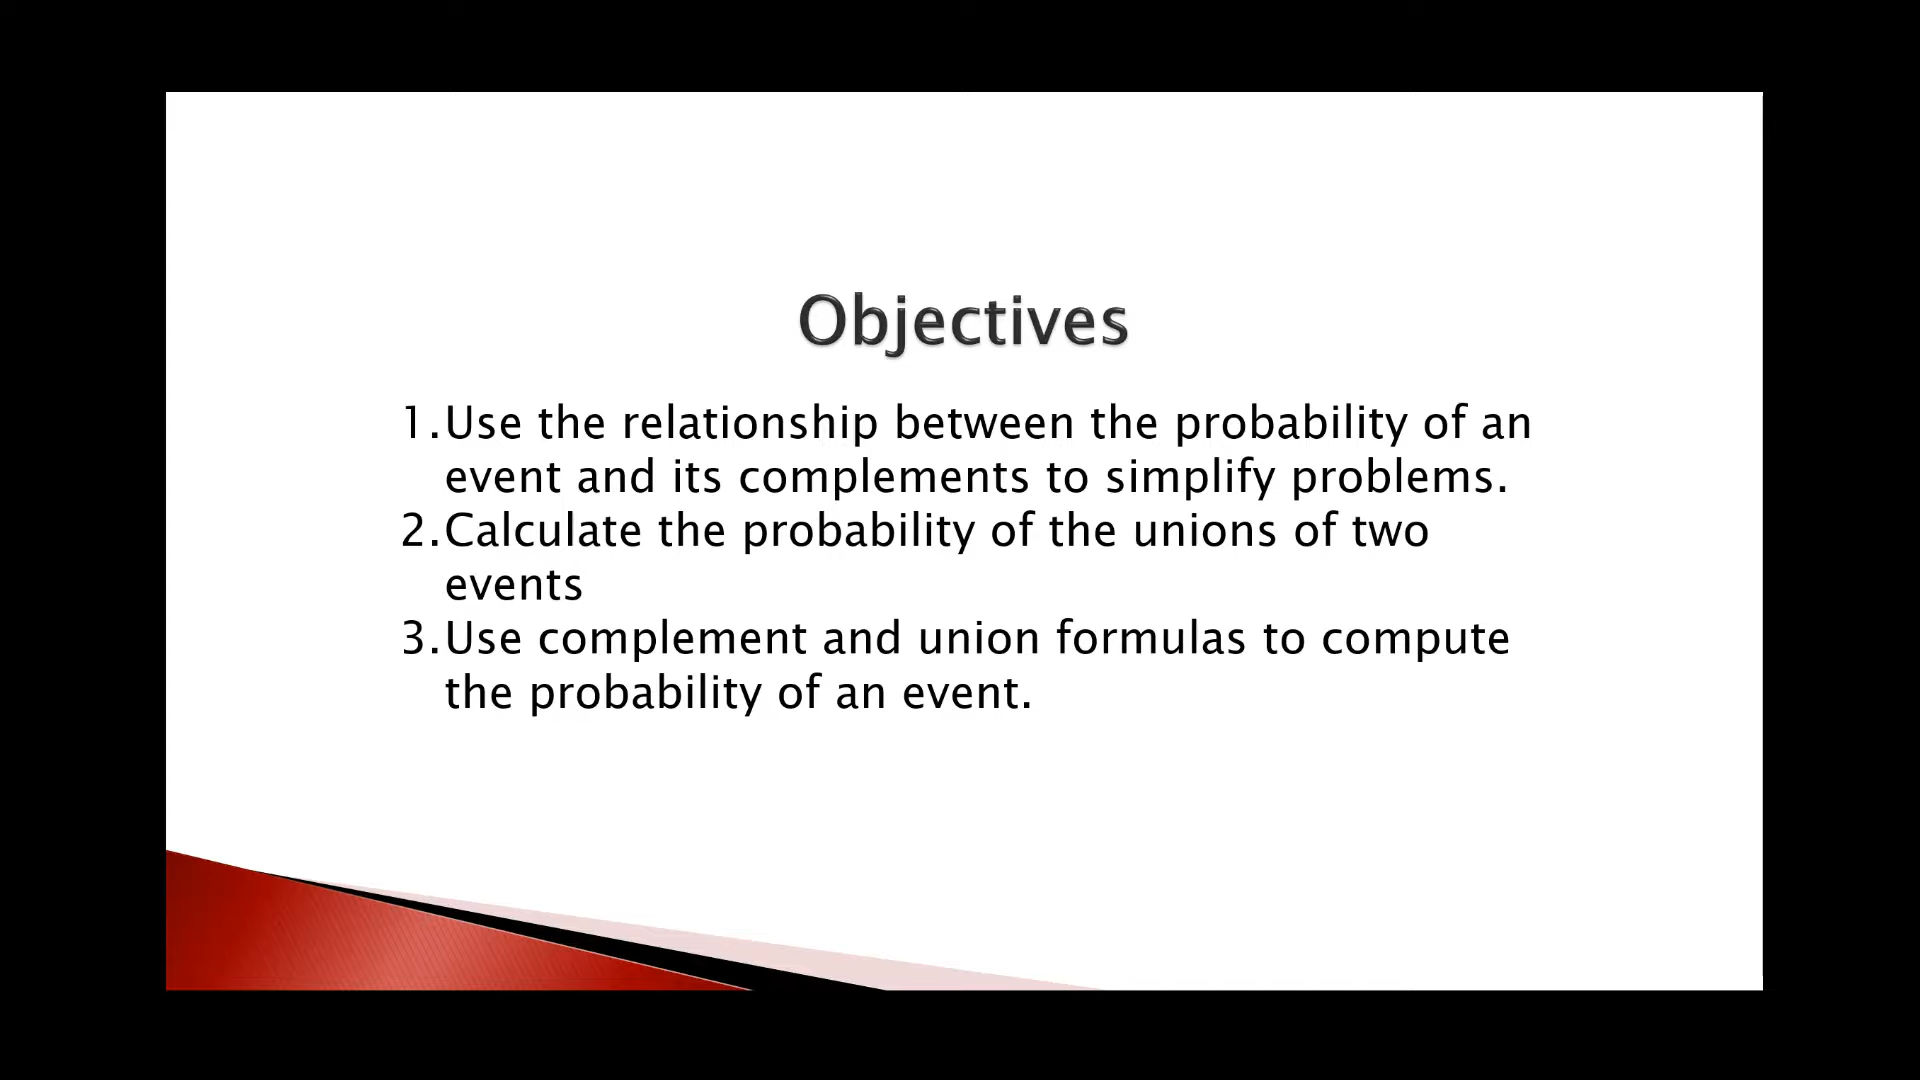 Objectives
1.Use the relationship between the probability of an
event and its complements to simplify problems.
2.Calculate the probability of the unions of two
events
3.Use complement and union formulas to compute
the probability of an event.